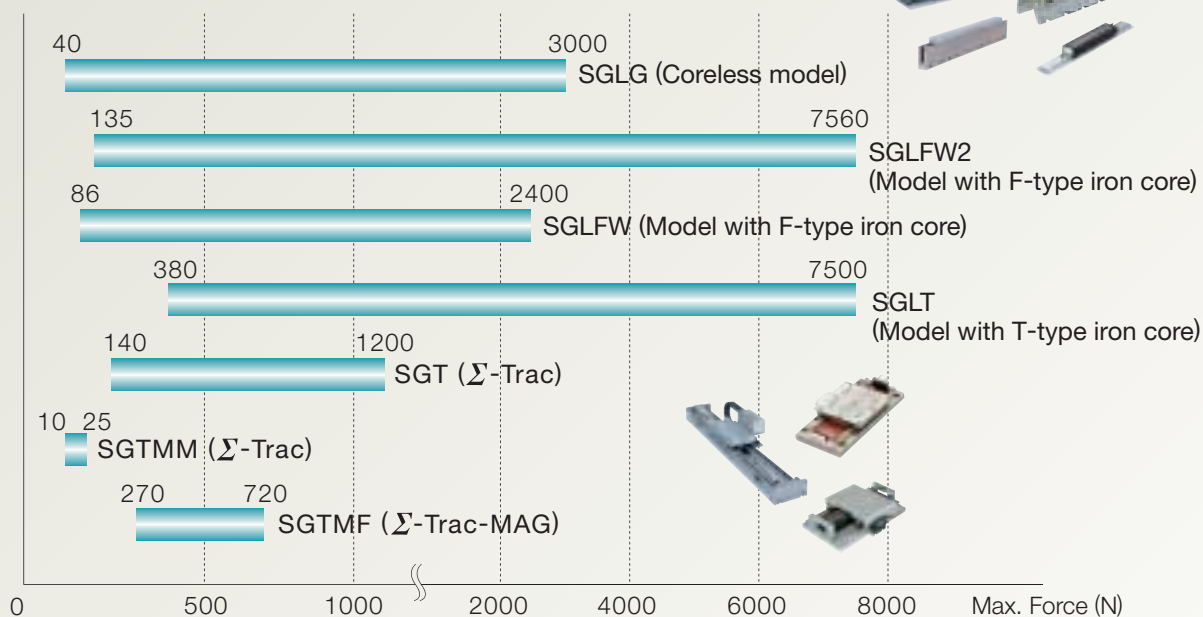 40 3000
SGLG (Coreless model)
135 7560
SGLFW2
(Model with F-type iron core)
86 2400
SGLFW (Model with F-type iron core)
380 7500
SGLT
(Model with T-type iron core)
140 1200
SGT (Σ-Trac)
10 25
SGTMM (Σ-Trac)
270 720
SGTMF (Σ-Trac-MAG)
0 500 1000 2000 4000 6000 8000 Max. Force (N)